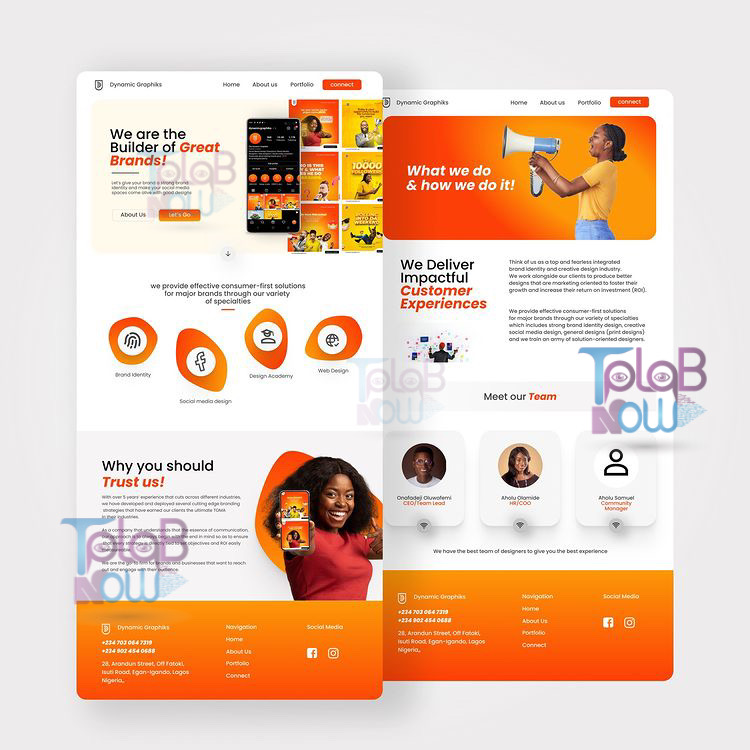 Dynamic Graphiks
Home
About us
Portfolio
connect
We are the
Builder of Great
Brands!
Let's give your brand a strong brand
identity and make your social media
spaces come alive with good designs
About Us
Let's Go
10000
FOLLOWERS
we provide effective consumer-first solutions
for major brands through our variety
of specialties
Brand Identity
Social media design
Design Academy
Web Design
Why you should
Trust us!
With over 5 years' experience that cuts across different industries,
we have developed and deployed several cutting edge branding
strategies that have earned our clients the ultimate TOMA
in their industries.
As a company that understands that the essence of communication,
our approach is to always begin with the end in mind so as to ensure
that every strategy is directly tied to set objectives and ROI easily
measurable.
We are the go-to firm for brands and businesses that want to reach
out and engage with their audience.
Dynamic Graphiks
+234 703 064 7319
+234 902 454 0688
28, Arandun Street, Off Fatoki,
Isuti Road, Egan-Igando, Lagos
Nigeria,.
Navigation
Home
About Us
Portfolio
Connect
Social Media
Dynamic Graphiks
Home
About us
Portfolio
connect
What we do
& how we do it!
We Deliver
Impactful
Customer
Experiences
Think of us as a top and fearless integrated
brand identity and creative design industry.
We work alongside our clients to produce better
designs that are marketing oriented to foster their
growth and increase their return on investment (ROI).
We provide effective consumer-first solutions
for major brands through our variety of specialties
which includes strong brand identity design, creative
social media design, general designs (print designs)
and we train an army of solution-oriented designers.
Meet our Team
Onafadeji Oluwafemi
CEO/Team Lead
Aholu Olamide
HR/COO
Aholu Samuel
Community
Manager
We have the best team of designers to give you the best experience
Dynamic Graphiks
+234 703 064 7319
+234 902 454 0688
28, Arandun Street, Off Fatoki,
Isuti Road, Egan-Igando, Lagos
Nigeria,.
Navigation
Home
About Us
Portfolio
Connect
Social Media
TolaB
NOW
TolaB
NOW
TolaB
NOW
TolaB
NOW